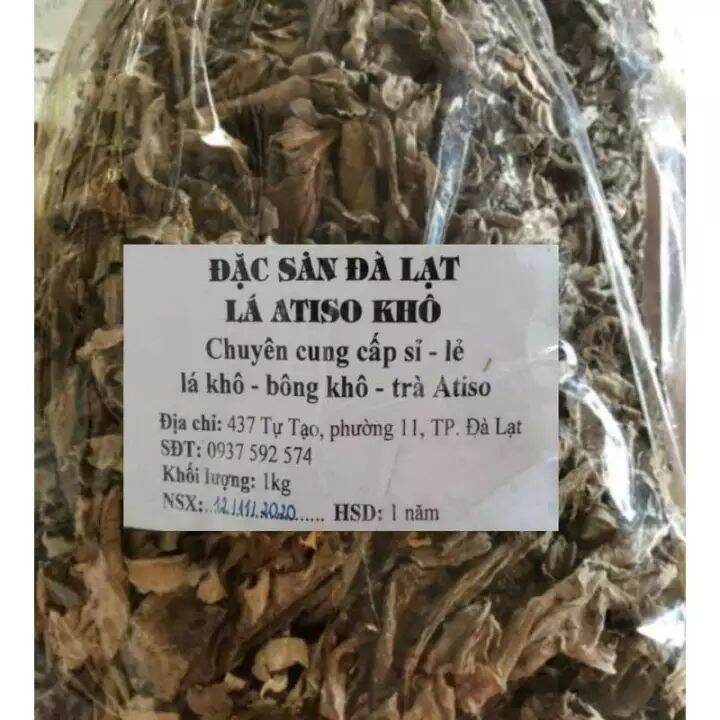 ĐẶC SẢN ĐÀ LẠT
LÁ ATISO KHÔ
Chuyên cung cấp sỉ - lẻ
lá khô - bông khô - trà Atiso
Địa chỉ: 437 Tự Tạo, phường 11, TP. Đà Lạt
SĐT: 0937 592 574
Khối lượng: 1kg
NSX:..12/11/2020...... HSD: 1 năm